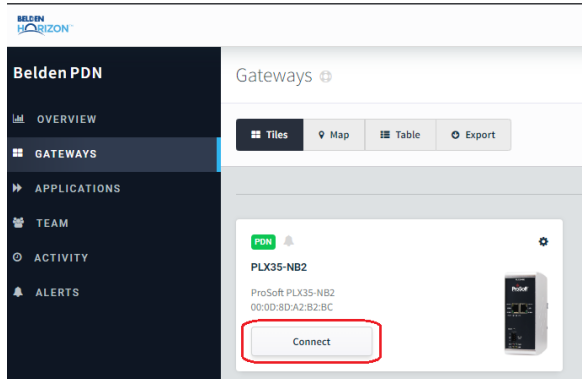 BELDEN
HORIZON™
Belden PDN
OVERVIEW
GATEWAYS
APPLICATIONS
TEAM
ACTIVITY
ALERTS
Gateways
Tiles
Map
Table
Export
PDN
PLX35-NB2
ProSoft PLX35-NB2
00:0D:8D:A2:B2:BC
Connect
ProSoft